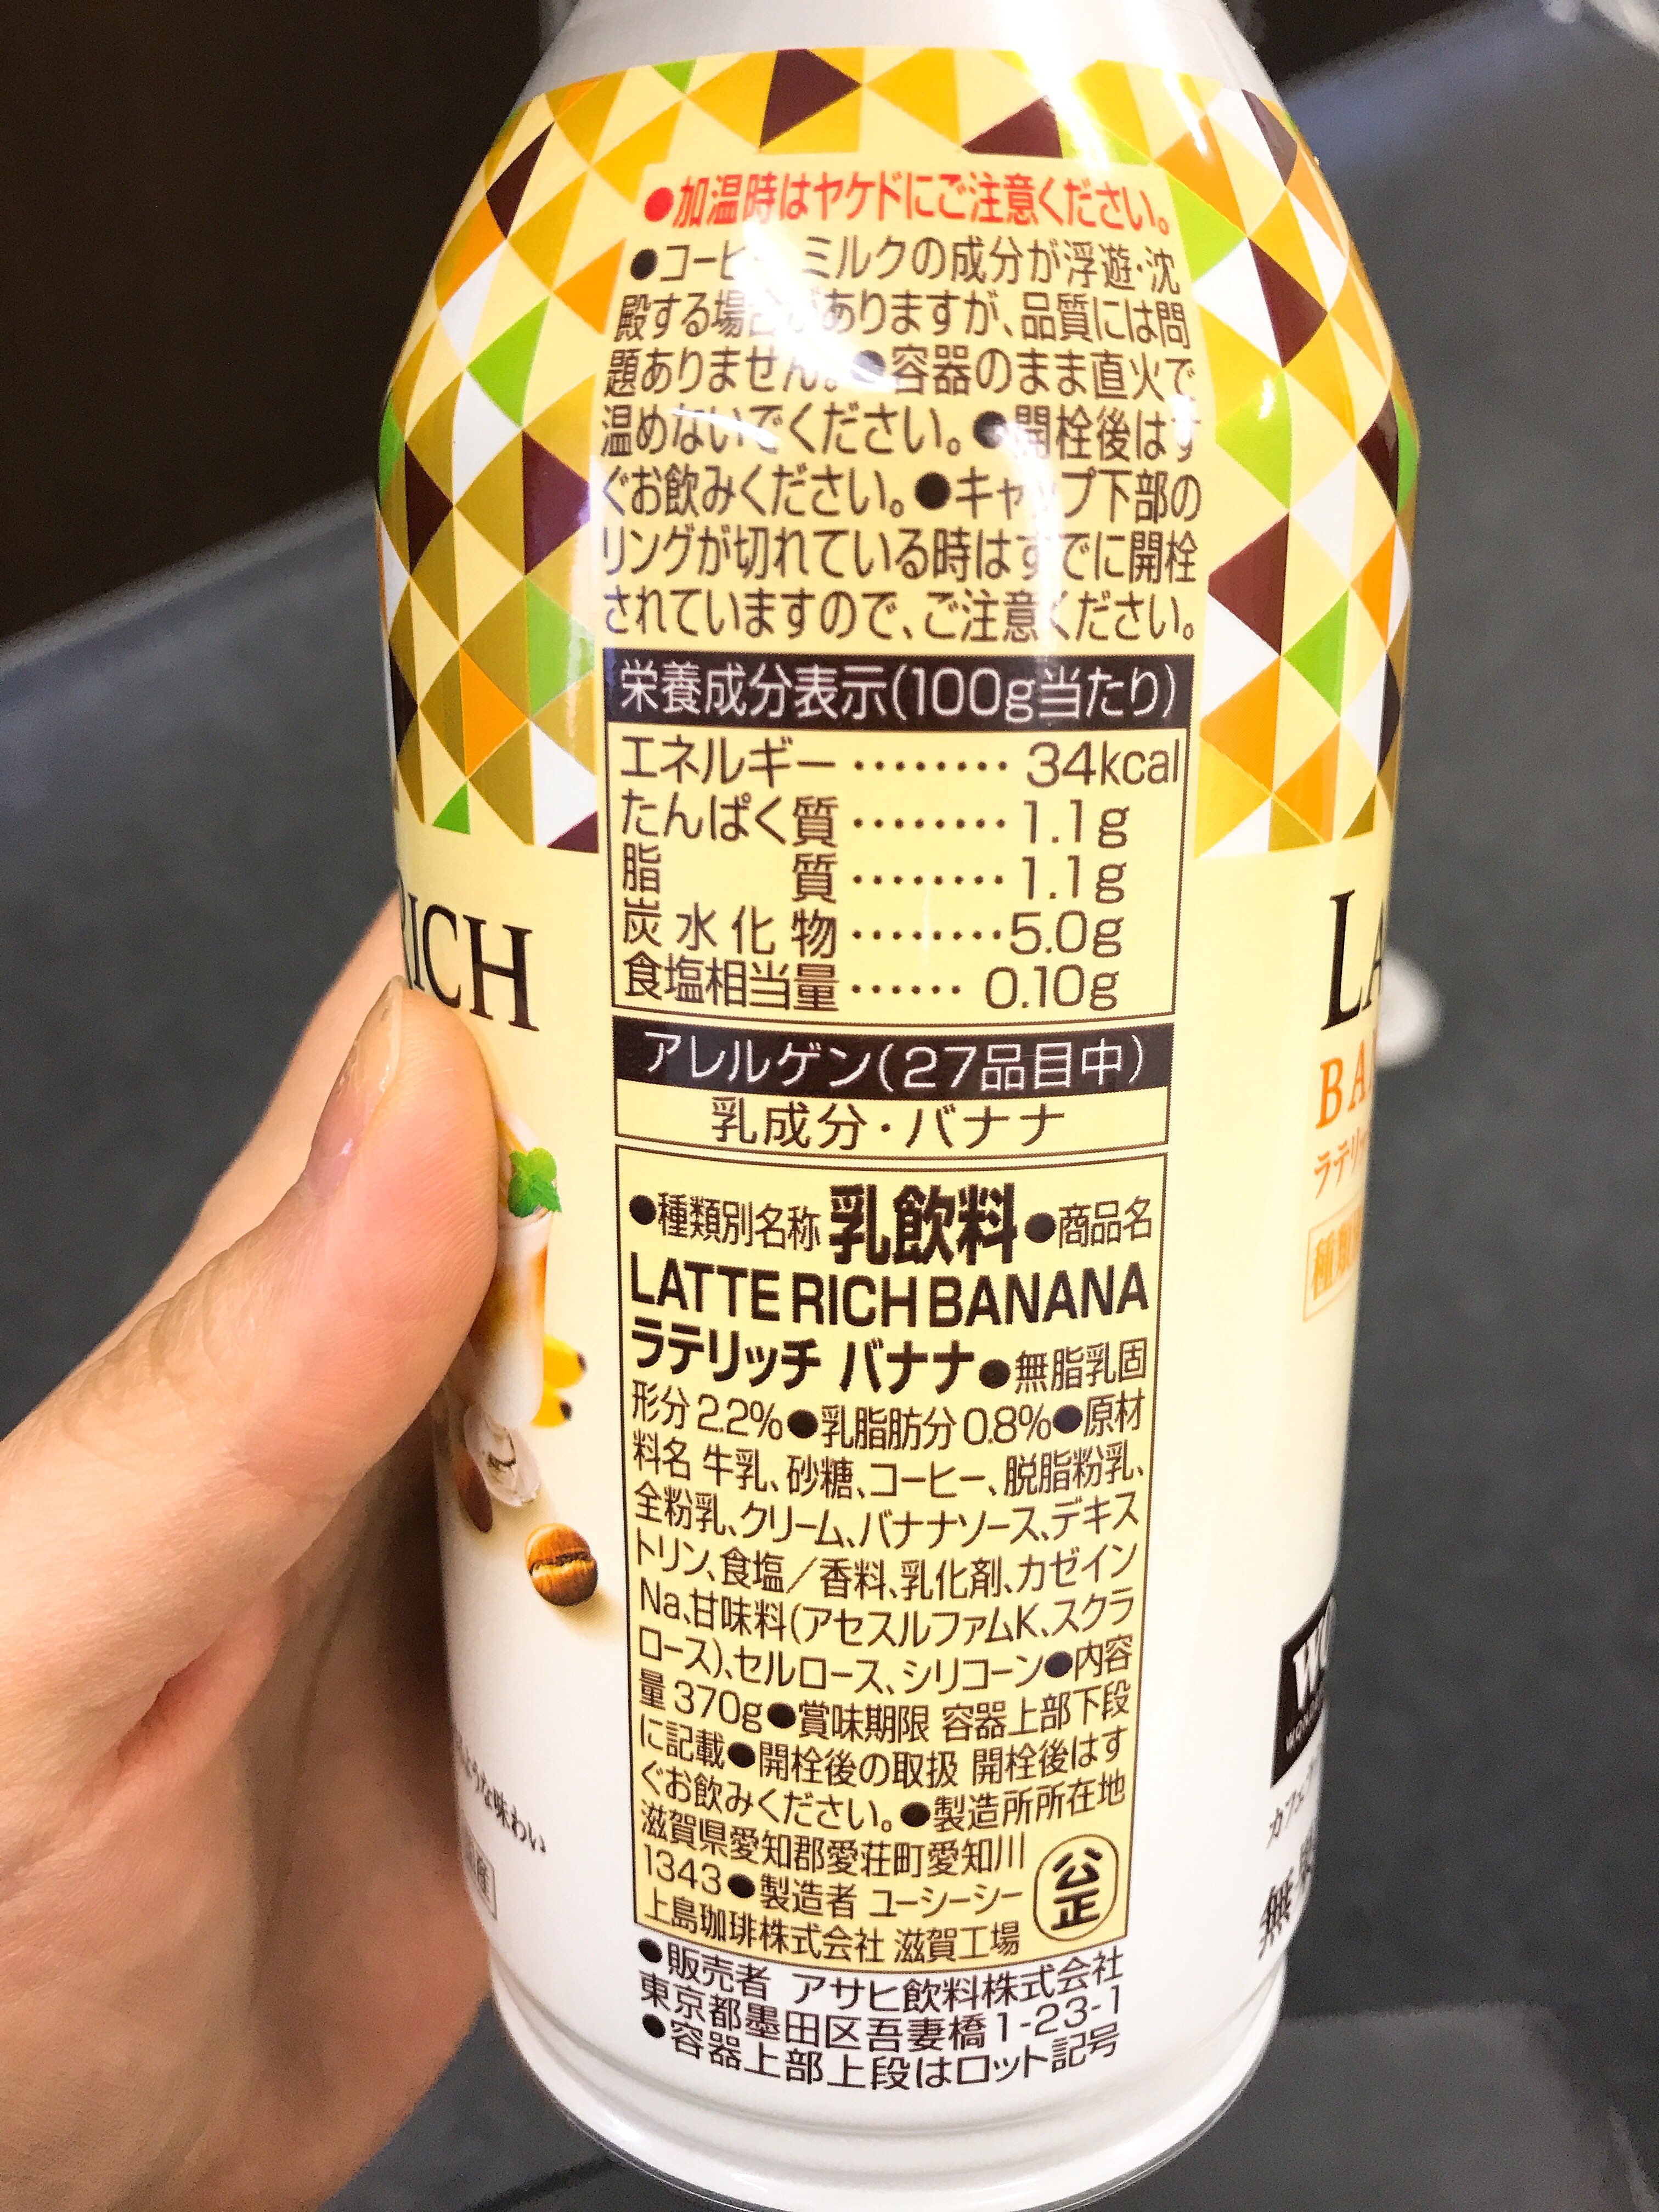 ●加温時はヤケドにご注意ください。
●コーヒー・ミルクの成分が浮遊・沈
殿する場合がありますが、品質には問
題ありません。●容器のまま直火で
温めないでください。●開栓後はす
ぐお飲みください。●キャップ下部の
リングが切れている時はすでに開栓
されていますので、ご注意ください。
栄養成分表示(100g当たり)
エネルギー‥‥‥‥34kcal
たんぱく質‥‥‥‥1.1g
脂質‥‥‥‥1.1g
炭水化物‥‥‥‥5.0g
食塩相当量‥‥‥0.10g
アレルゲン(27品目中)
乳成分・バナナ
●種類別名称 乳飲料●商品名
LATTE RICH BANANA
ラテリッチ バナナ●無脂乳固
形分2.2%●乳脂肪分0.8%●原材
料名 牛乳、砂糖、コーヒー、脱脂粉乳、
全粉乳、クリーム、バナナソース、デキス
トリン、食塩/香料、乳化剤、カゼイン
Na、甘味料(アセスルファムK、スクラ
ロース)、セルロース、シリコーン●内容
量370g●賞味期限 容器上部下段
に記載●開栓後の取扱 開栓後はす
ぐお飲みください。●製造所所在地
滋賀県愛知郡愛荘町愛知川
1343●製造者 ユーシーシー
上島珈琲株式会社 滋賀工場
公正
●販売者 アサヒ飲料株式会社
東京都墨田区吾妻橋1-23-1
●容器上部上段はロット記号
RICH
ような味わい
LA
BA
ラテリ
種類
WO
カフェ
無